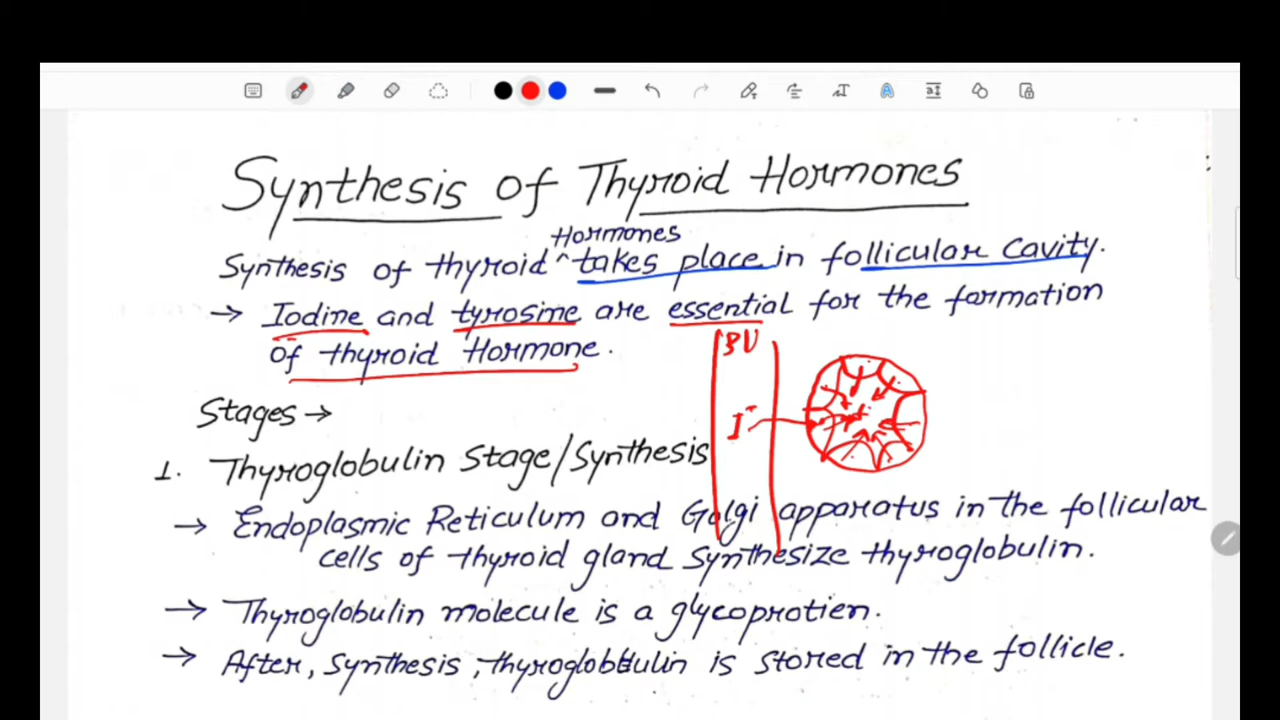 Synthesis of Thyroid Hormones
Hormones
Synthesis of thyroid ^ takes place in follicular cavity.
→ Iodine and tyrosine are essential for the formation
of thyroid Hormone.
BV
I⁻
Stages →
1. Thyroglobulin Stage/Synthesis
→ Endoplasmic Reticulum and Golgi apparatus in the follicular
cells of thyroid gland synthesize thyroglobulin.
→ Thyroglobulin molecule is a glycoprotien.
→ After, synthesis, thyroglobulin is stored in the follicle.